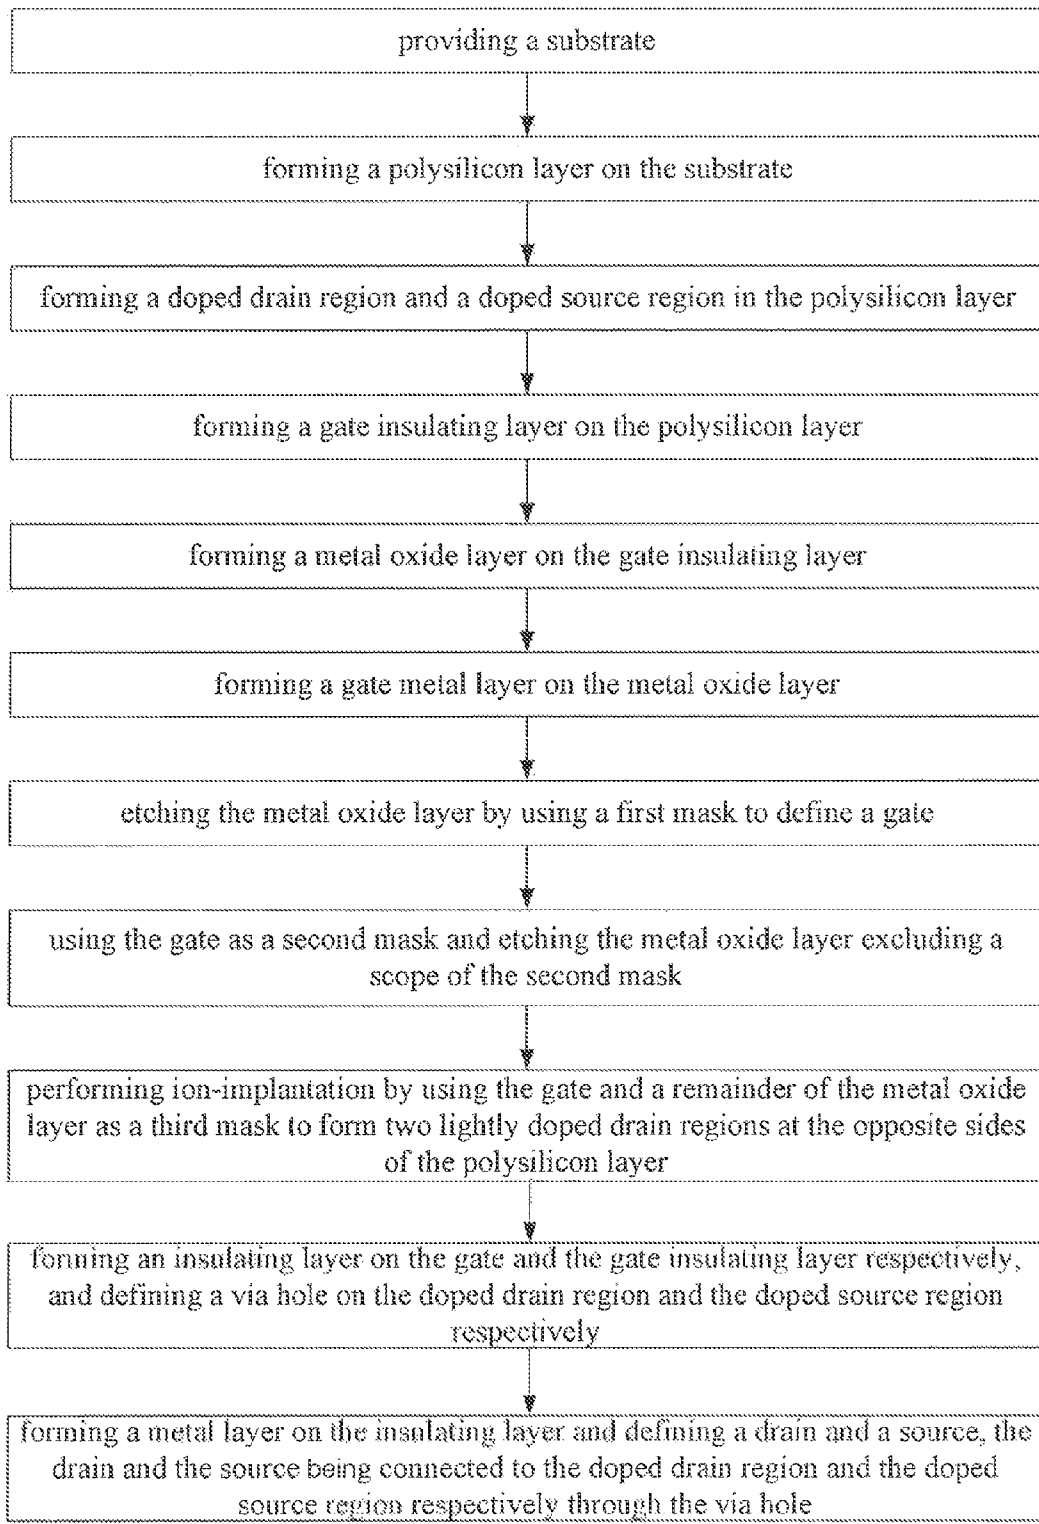 providing a substrate
forming a polysilicon layer on the substrate
forming a doped drain region and a doped source region in the polysilicon layer
forming a gate insulating layer on the polysilicon layer
forming a metal oxide layer on the gate insulating layer
forming a gate metal layer on the metal oxide layer
etching the metal oxide layer by using a first mask to define a gate
using the gate as a second mask and etching the metal oxide layer excluding a
scope of the second mask
performing ion-implantation by using the gate and a remainder of the metal oxide
layer as a third mask to form two lightly doped drain regions at the opposite sides
of the polysilicon layer
forming an insulating layer on the gate and the gate insulating layer respectively,
and defining a via hole on the doped drain region and the doped source region
respectively
forming a metal layer on the insulating layer and defining a drain and a source, the
drain and the source being connected to the doped drain region and the doped
source region respectively through the via hole